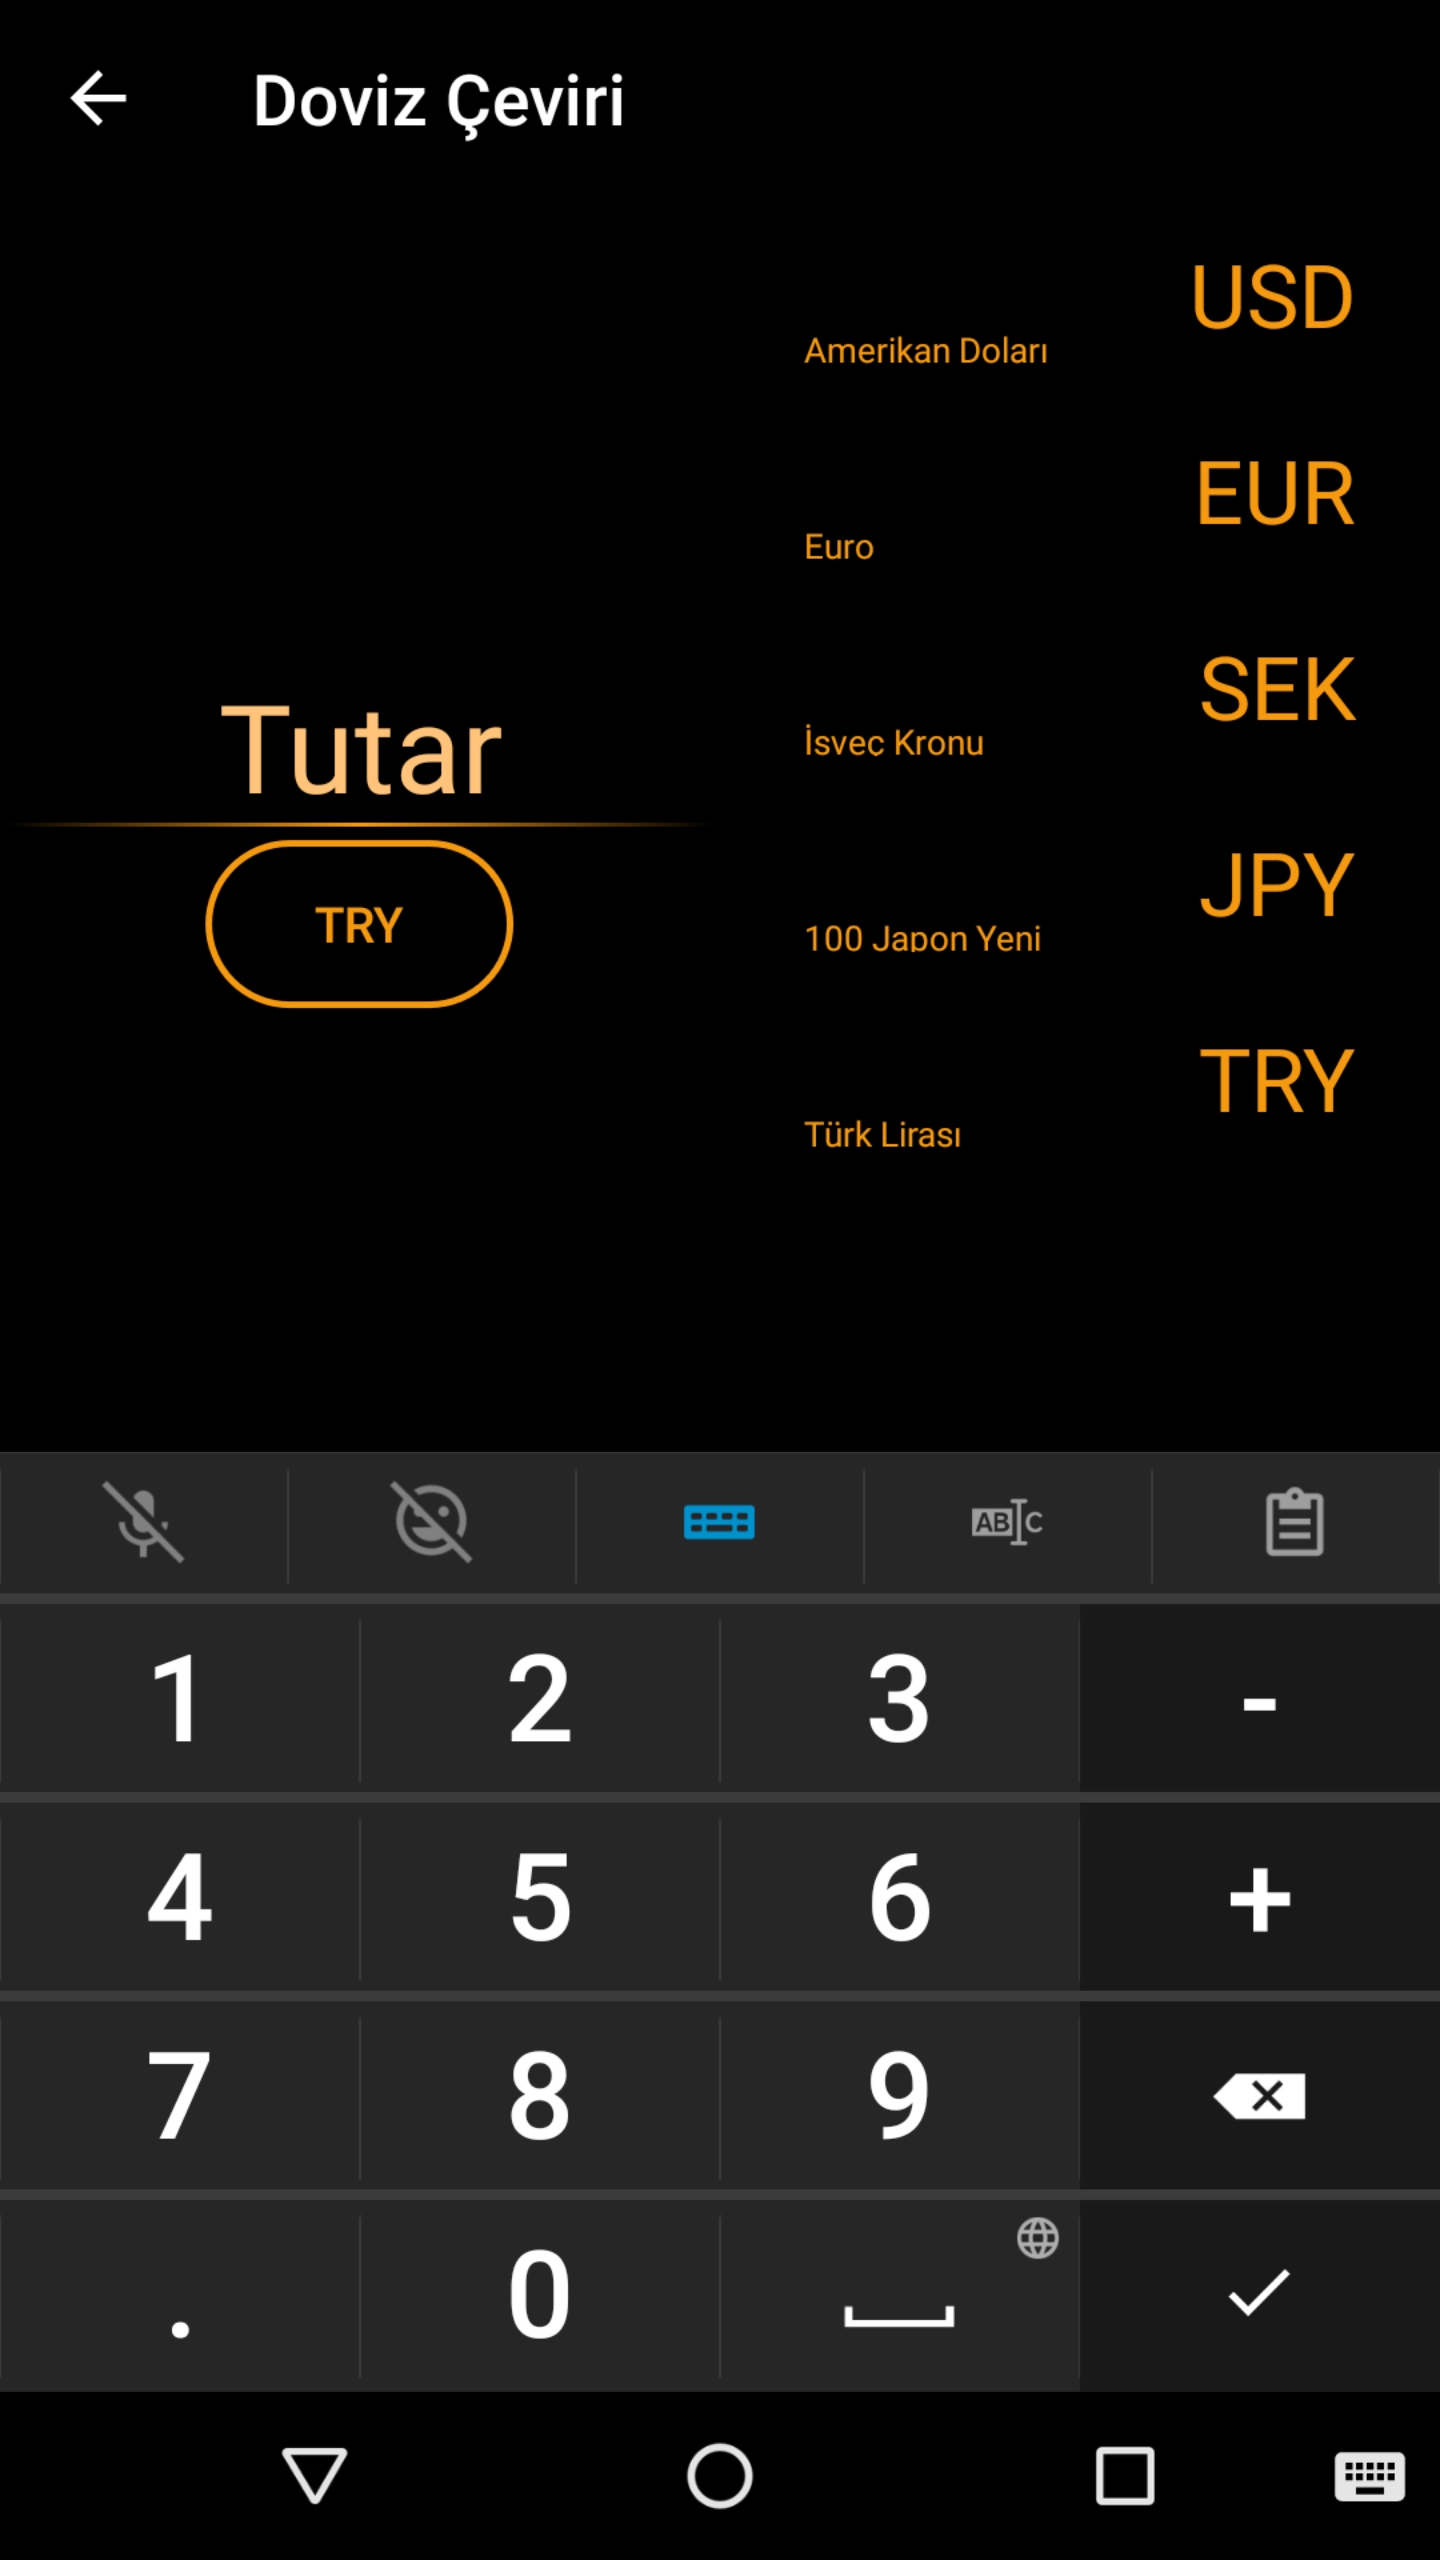 Doviz Çeviri
USD
Amerikan Doları
EUR
Euro
SEK
İsveç Kronu
Tutar
TRY
JPY
100 Japon Yeni
TRY
Türk Lirası
ABC
1 2 3 -
4 5 6 +
7 8 9
. 0